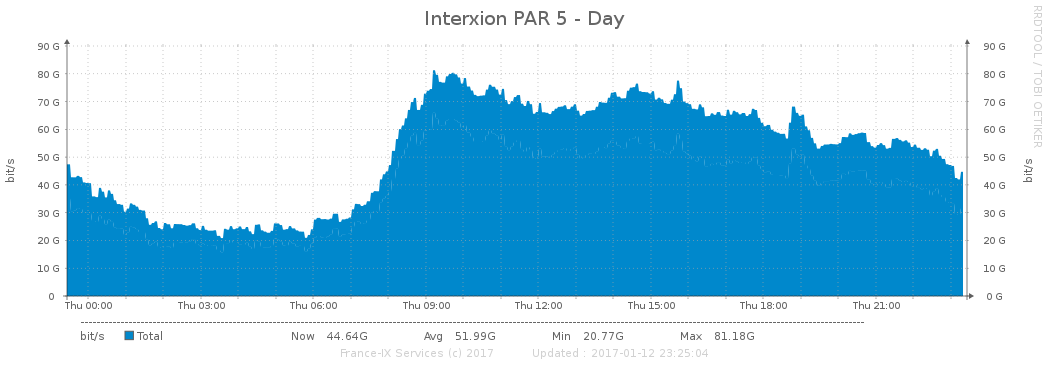 Interxion PAR 5 - Day
RRDTOOL / TOBI OETIKER
90 G 90 G
80 G 80 G
70 G 70 G
60 G 60 G
50 G 50 G
40 G 40 G
30 G 30 G
20 G 20 G
10 G 10 G
0 0 G
bit/s
bit/s
Thu 00:00 Thu 03:00 Thu 06:00 Thu 09:00 Thu 12:00 Thu 15:00 Thu 18:00 Thu 21:00
bit/s Total Now 44.64G Avg 51.99G Min 20.77G Max 81.18G
France-IX Services (c) 2017 Updated : 2017-01-12 23:25:04